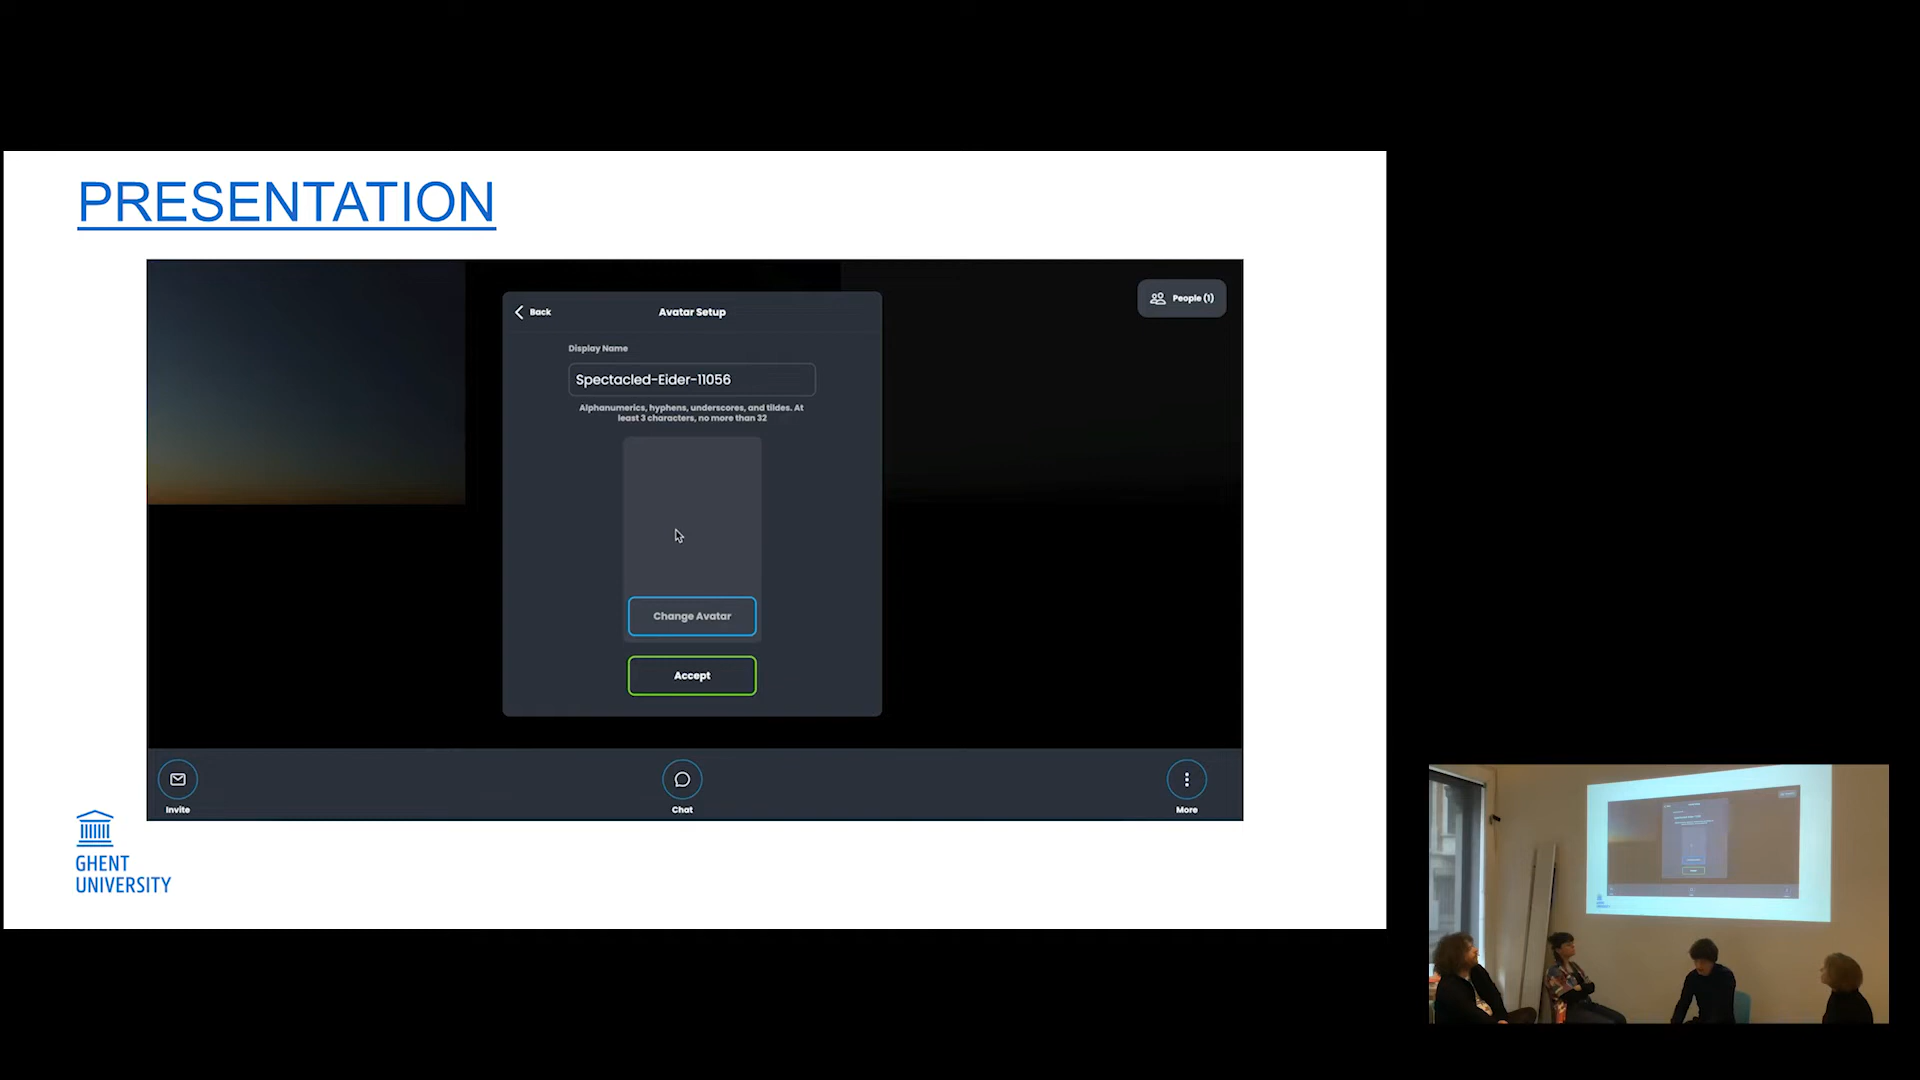 PRESENTATION
People (1)
Back
Avatar Setup
Display Name
Spectacled-Eider-11056
Alphanumerics, hyphens, underscores, and tildes. At
least 3 characters, no more than 32
Change Avatar
Accept
Invite
Chat
More
GHENT
UNIVERSITY